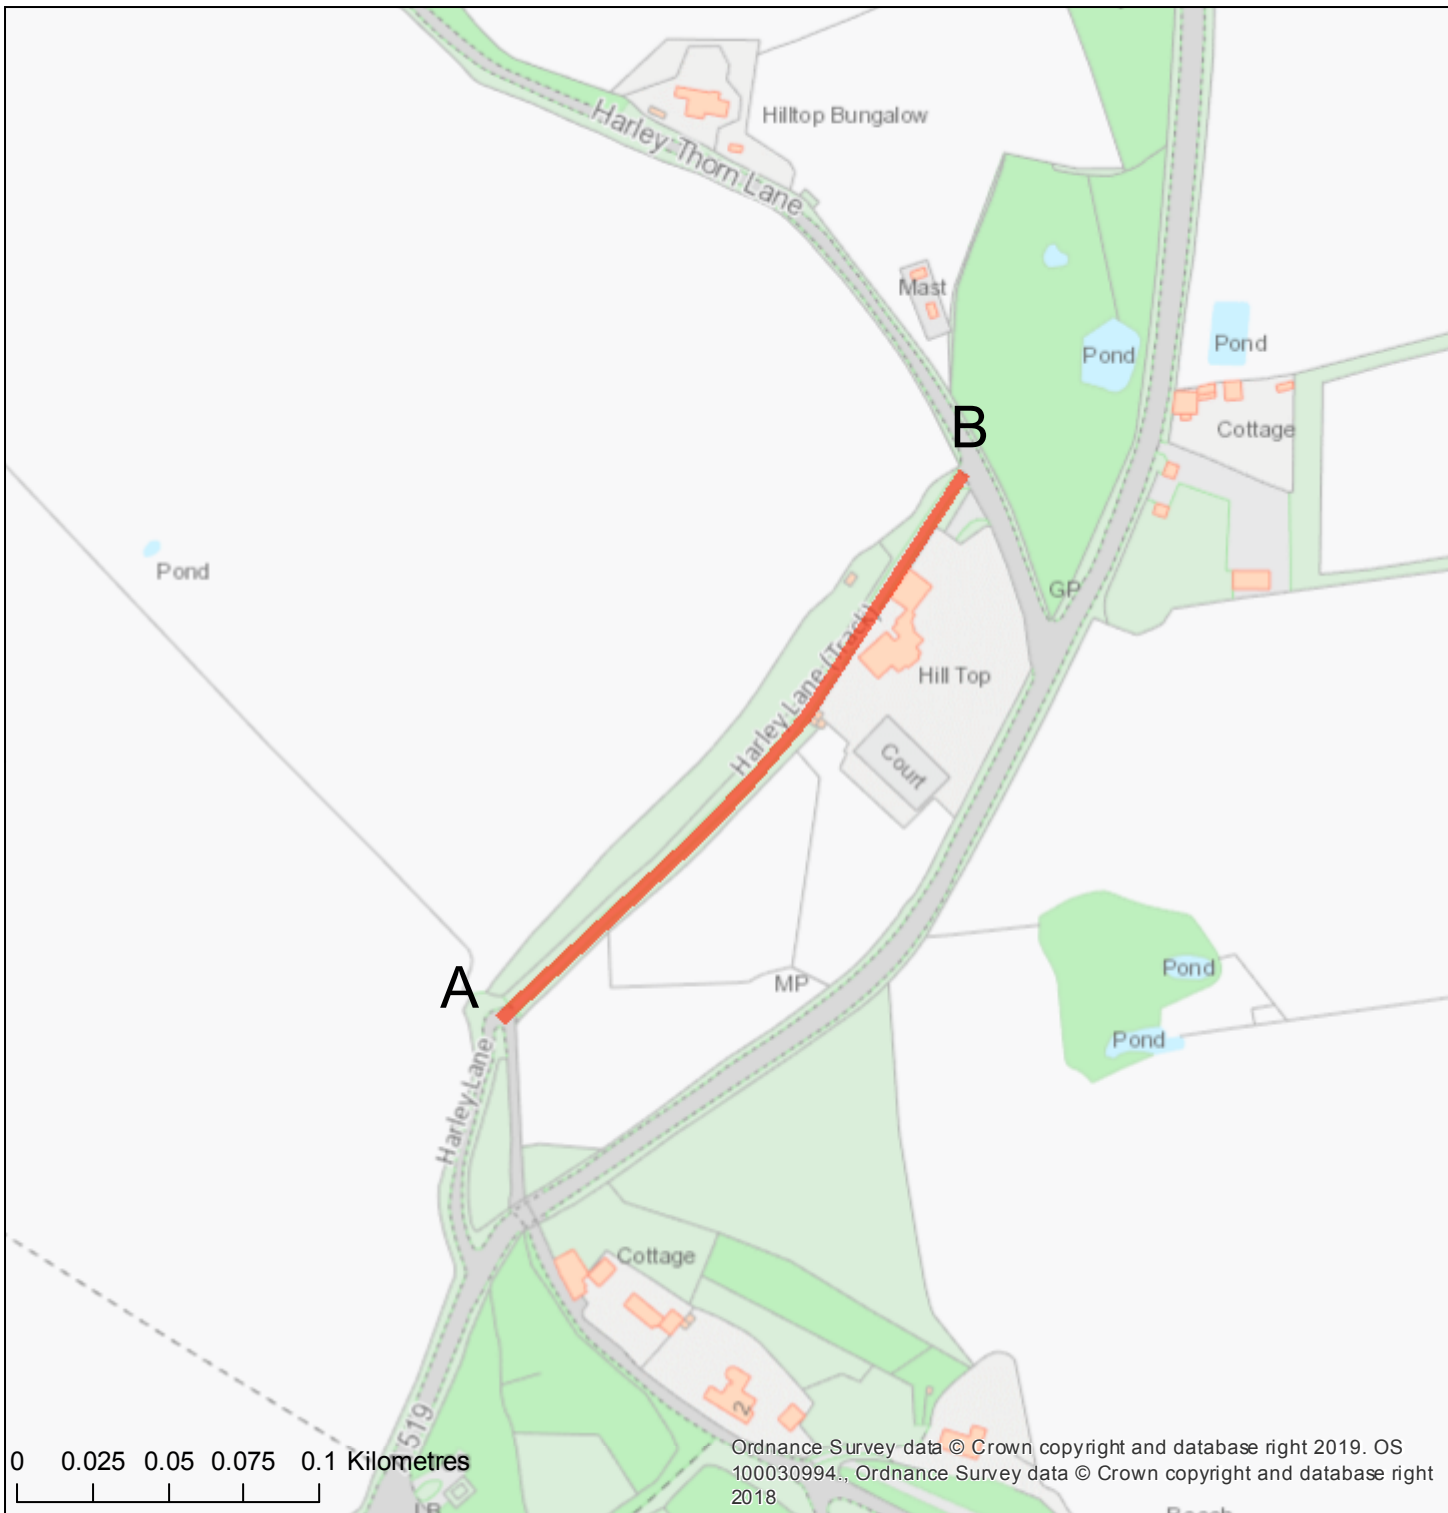 Hilltop Bungalow
Harley Thorn Lane
Mast
Pond
Pond
B
Cottage
Pond
GP
Harley Lane (Track)
Hill Top
Court
A
MP
Pond
Pond
Harley Lane
Cottage
2
519
0 0.025 0.05 0.075 0.1 Kilometres
Ordnance Survey data © Crown copyright and database right 2019. OS
100030994., Ordnance Survey data © Crown copyright and database right
2018